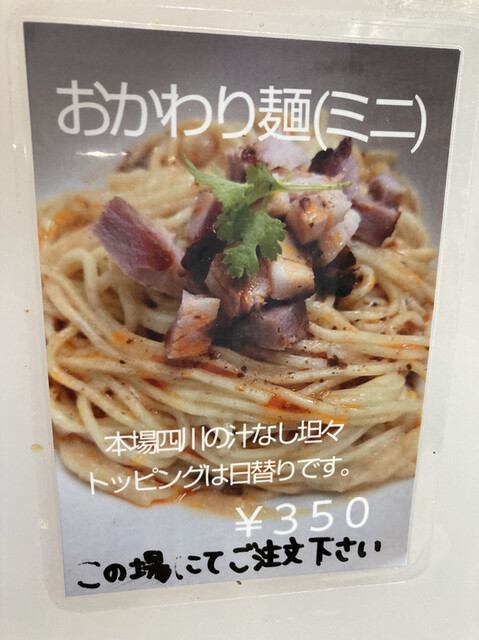 おかわり麺(ミニ)
本場四川の汁なし坦々
トッピングは日替りです。
￥350
この場にてご注文下さい